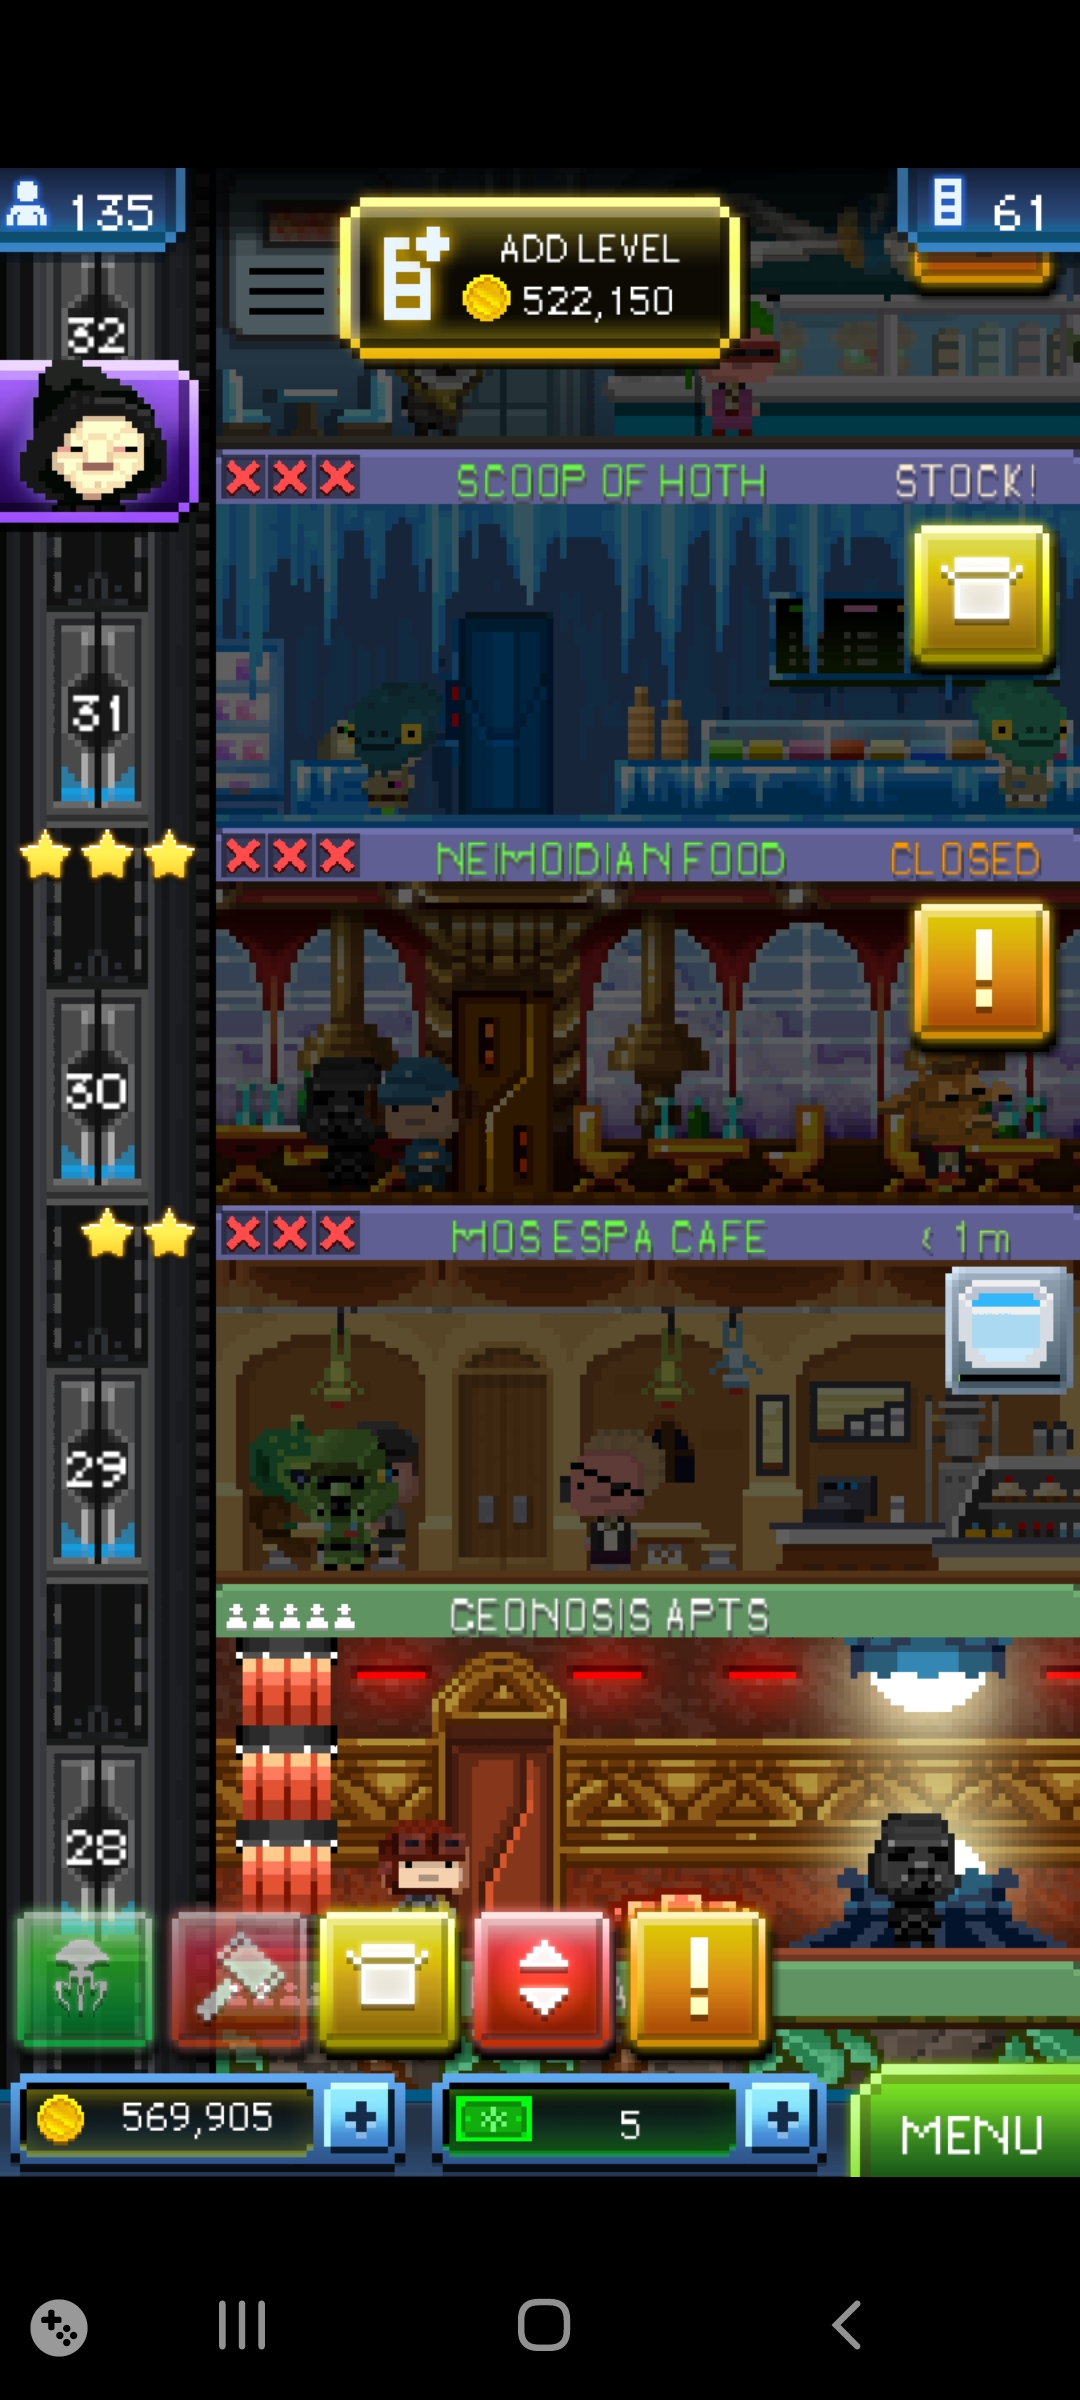 135
ADD LEVEL
522,150
61
32
SCOOP OF HOTH
STOCK!
31
NEIMOIDIAN FOOD
CLOSED
!
30
MOS ESPA CAFE
< 1m
29
GEONOSIS APTS
28
!
569,905
+
5
+
MENU